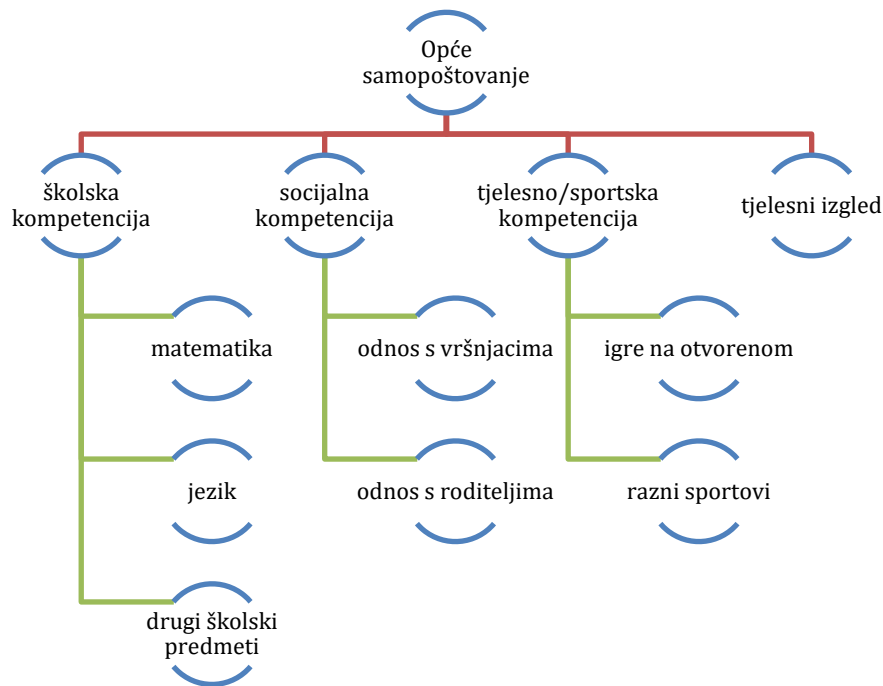 Opće
samopoštovanje
školska
kompetencija
socijalna
kompetencija
tjelesno/sportska
kompetencija
tjelesni izgled
matematika
odnos s vršnjacima
igre na otvorenom
jezik
odnos s roditeljima
razni sportovi
drugi školski
predmeti